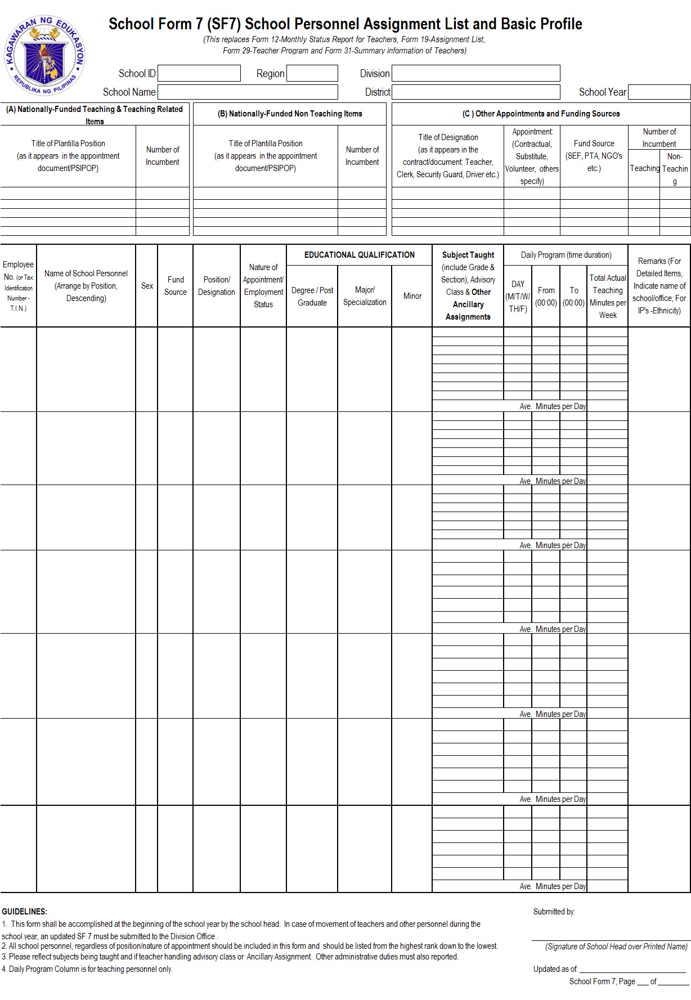 KAGAWARAN NG EDUKASYON
REPUBLIKA NG PILIPINAS
School Form 7 (SF7) School Personnel Assignment List and Basic Profile
(This replaces Form 12-Monthly Status Report for Teachers, Form 19-Assignment List,
Form 29-Teacher Program and Form 31-Summary Information of Teachers)
School ID Region Division
School Name District School Year
(A) Nationally-Funded Teaching & Teaching Related
Items
Title of Plantilla Position
(as it appears in the appointment
document/PSIPOP)
Number of
Incumbent
(B) Nationally-Funded Non Teaching Items
Title of Plantilla Position
(as it appears in the appointment
document/PSIPOP)
Number of
Incumbent
(C ) Other Appointments and Funding Sources
Title of Designation
(as it appears in the
contract/document: Teacher,
Clerk, Security Guard, Driver etc.)
Appointment:
(Contractual,
Substitute,
Volunteer, others
specify)
Fund Source
(SEF, PTA, NGO's
etc.)
Number of
Incumbent
Teaching
Non-
Teachin
g
Employee
No. (or Tax
Identification
Number -
T.I.N.)
Name of School Personnel
(Arrange by Position,
Descending)
Sex
Fund
Source
Position/
Designation
Nature of
Appointment/
Employment
Status
EDUCATIONAL QUALIFICATION
Degree / Post
Graduate
Major/
Specialization
Minor
Subject Taught
(include Grade &
Section), Advisory
Class & Other
Ancillary
Assignments
Daily Program (time duration)
DAY
(M/T/W/
TH/F)
From
(00:00)
To
(00:00)
Total Actual
Teaching
Minutes per
Week
Remarks (For
Detailed Items,
Indicate name of
school/office, For
IP's -Ethnicity)
Ave. Minutes per Day
Ave. Minutes per Day
Ave. Minutes per Day
Ave. Minutes per Day
Ave. Minutes per Day
Ave. Minutes per Day
Ave. Minutes per Day
GUIDELINES:
1. This form shall be accomplished at the beginning of the school year by the school head. In case of movement of teachers and other personnel during the
school year, an updated SF 7 must be submitted to the Division Office .
2. All school personnel, regardless of position/nature of appointment should be included in this form and should be listed from the highest rank down to the lowest.
3. Please reflect subjects being taught and if teacher handling advisory class or Ancillary Assignment. Other administrative duties must also reported.
4. Daily Program Column is for teaching personnel only.
Submitted by:
(Signature of School Head over Printed Name)
Updated as of: ___________________________
School Form 7, Page ___ of ________